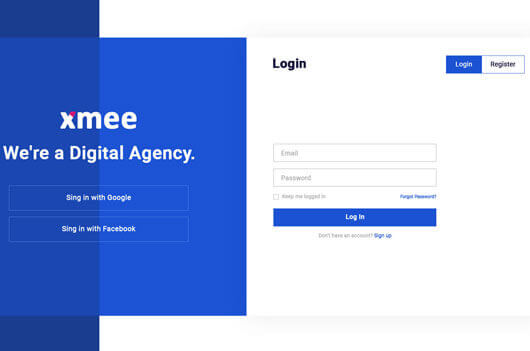 xmee
We're a Digital Agency.
Sing in with Google
Sing in with Facebook
Login
Login Register
Email
Password
Keep me logged in Forgot Password?
Log In
Don't have an account? Sign up